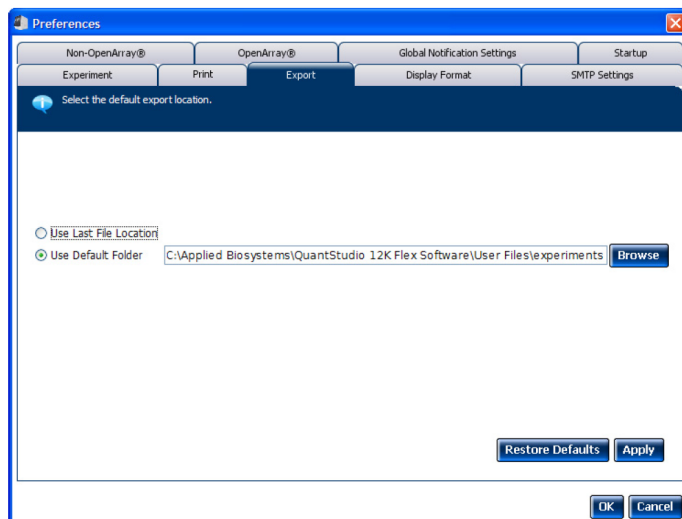 Preferences
Non-OpenArray® OpenArray® Global Notification Settings Startup
Experiment Print Export Display Format SMTP Settings
Select the default export location.
Use Last File Location
Use Default Folder C:\Applied Biosystems\QuantStudio 12K Flex Software\User Files\experiments Browse
Restore Defaults Apply
OK Cancel